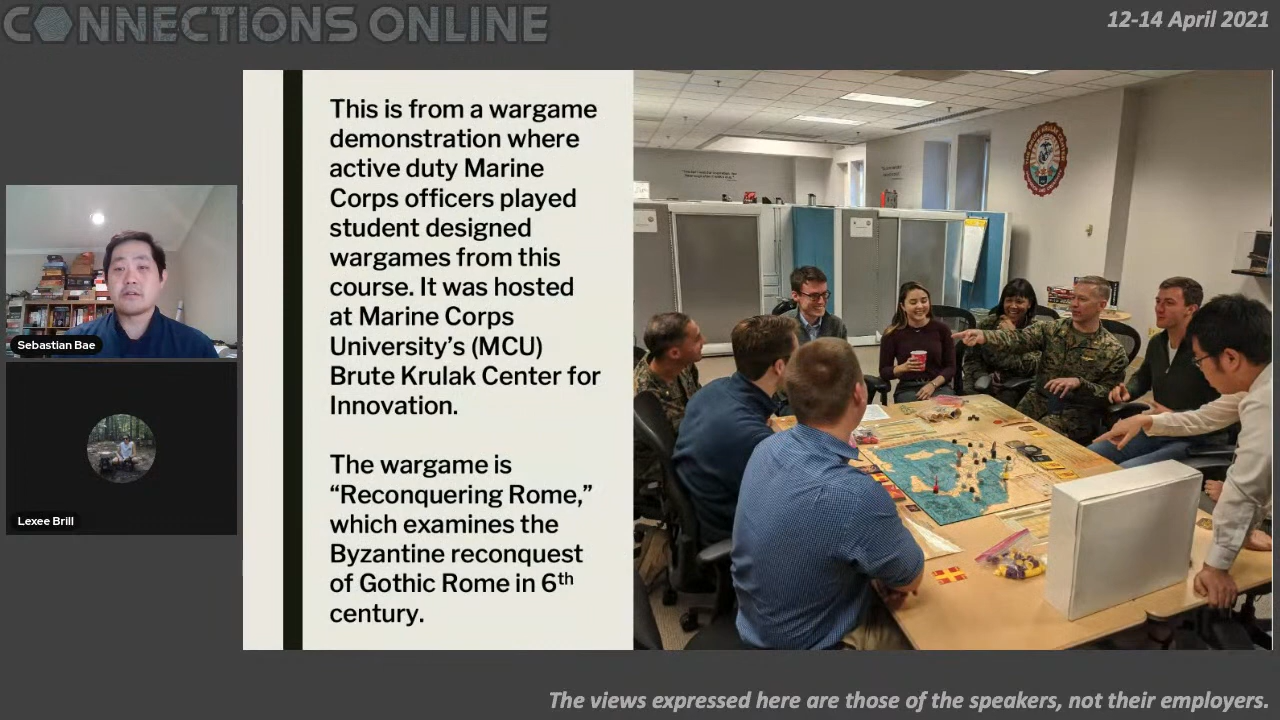 CONNECTIONS ONLINE
12-14 April 2021
This is from a wargame
demonstration where
active duty Marine
Corps officers played
student designed
wargames from this
course. It was hosted
at Marine Corps
University’s (MCU)
Brute Krulak Center for
Innovation.
The wargame is
“Reconquering Rome,”
which examines the
Byzantine reconquest
of Gothic Rome in 6th
century.
Sebastian Bae
Lexee Brill
The views expressed here are those of the speakers, not their employers.